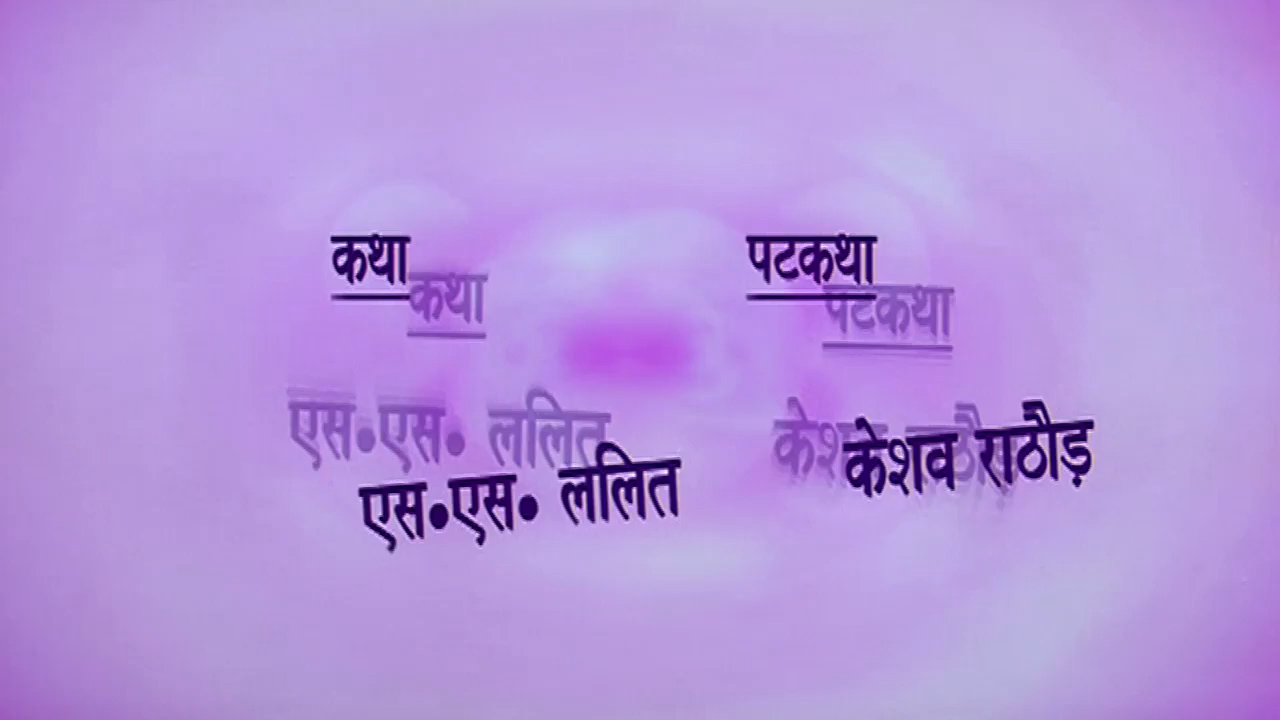 कथा
एस॰एस॰ ललित
पटकथा
केशव राठौड़